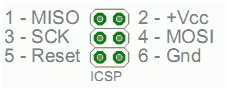 1 - MISO 2 - +Vcc
3 - SCK 4 - MOSI
5 - Reset 6 - Gnd
ICSP